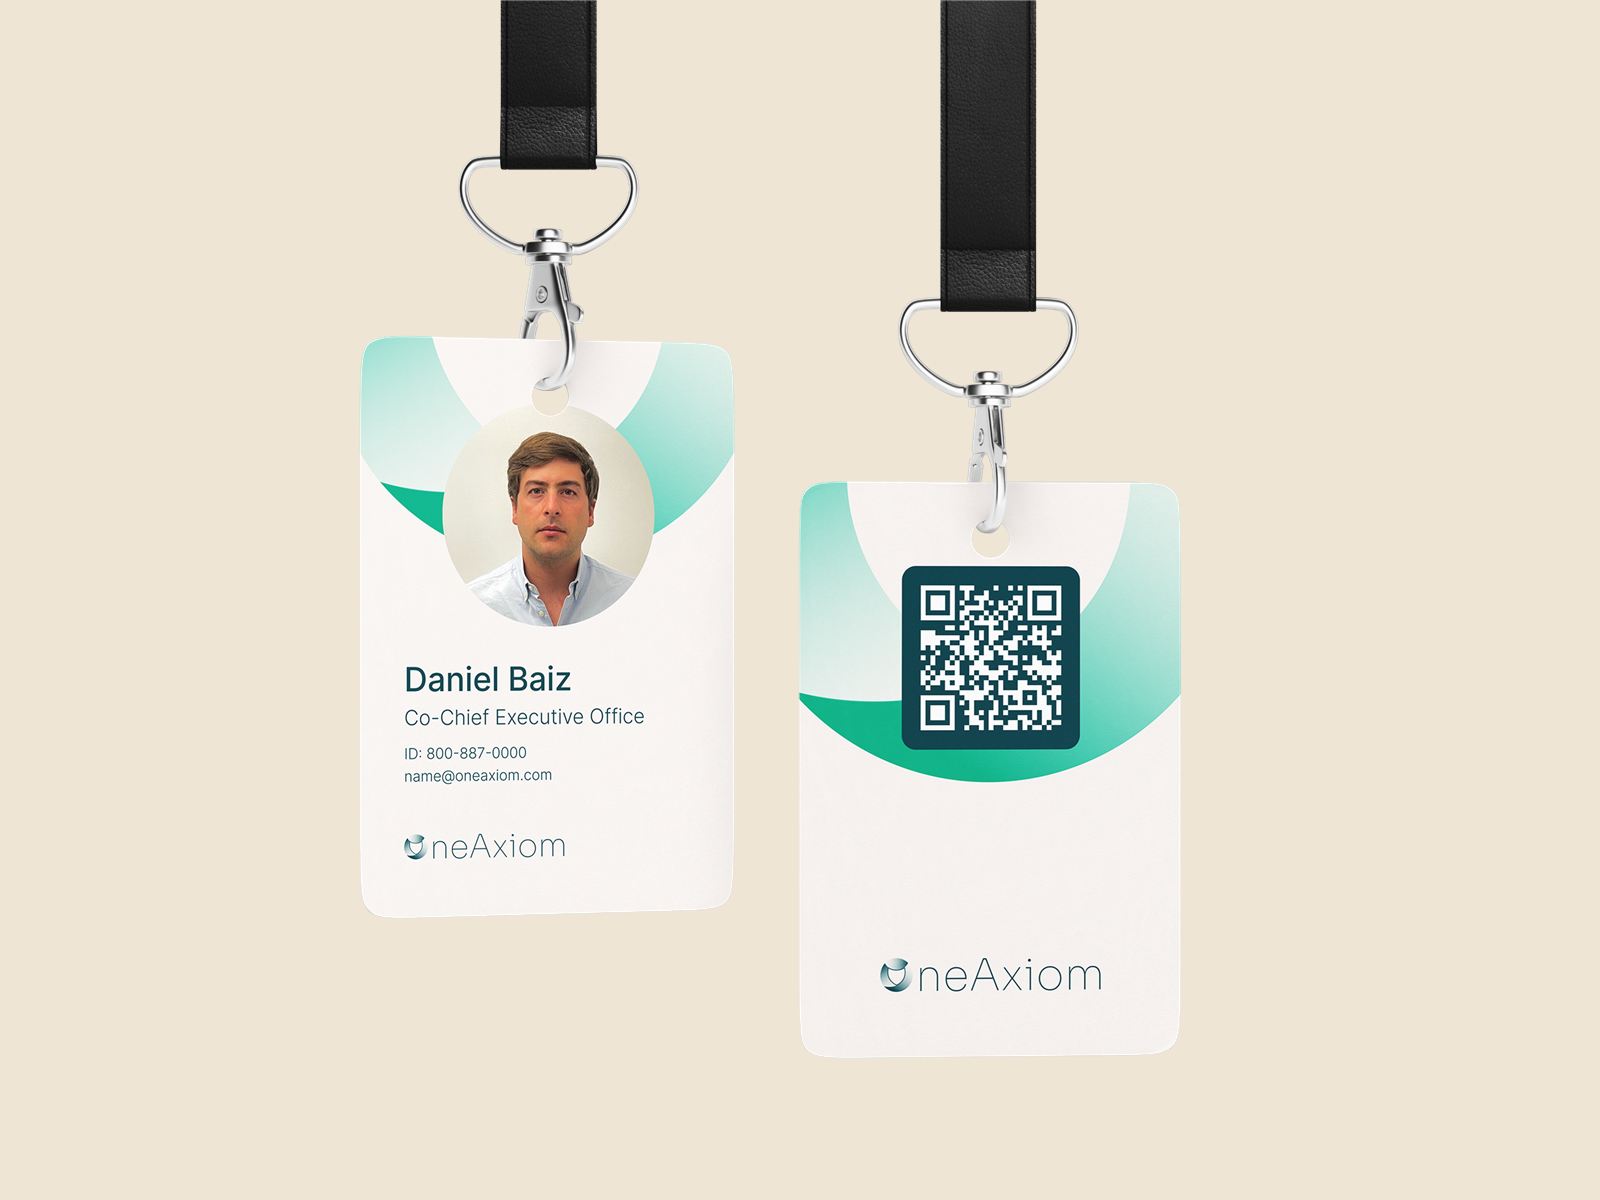 Daniel Baiz
Co-Chief Executive Office
ID: 800-887-0000
name@oneaxiom.com
OneAxiom
OneAxiom